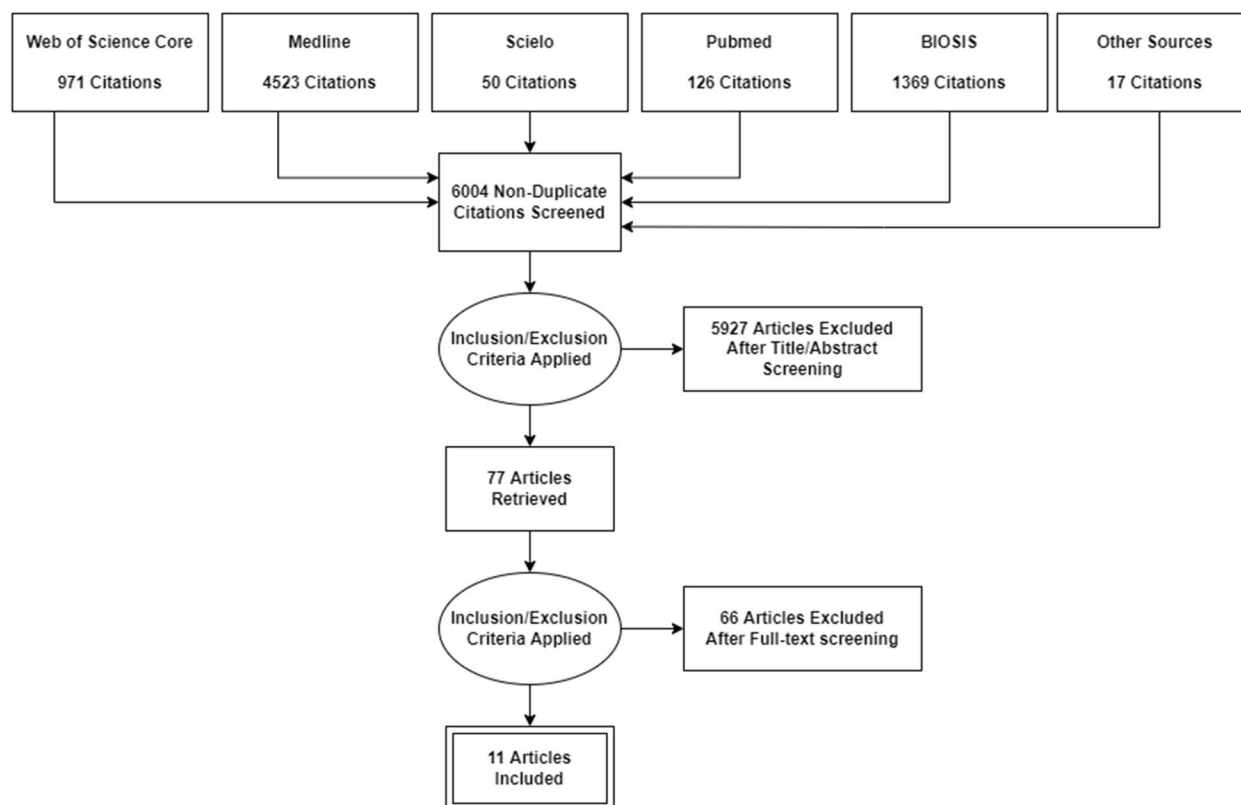 Web of Science Core
971 Citations
Medline
4523 Citations
Scielo
50 Citations
Pubmed
126 Citations
BIOSIS
1369 Citations
Other Sources
17 Citations
6004 Non-Duplicate
Citations Screened
Inclusion/Exclusion
Criteria Applied
5927 Articles Excluded
After Title/Abstract
Screening
77 Articles
Retrieved
Inclusion/Exclusion
Criteria Applied
66 Articles Excluded
After Full-text screening
11 Articles
Included